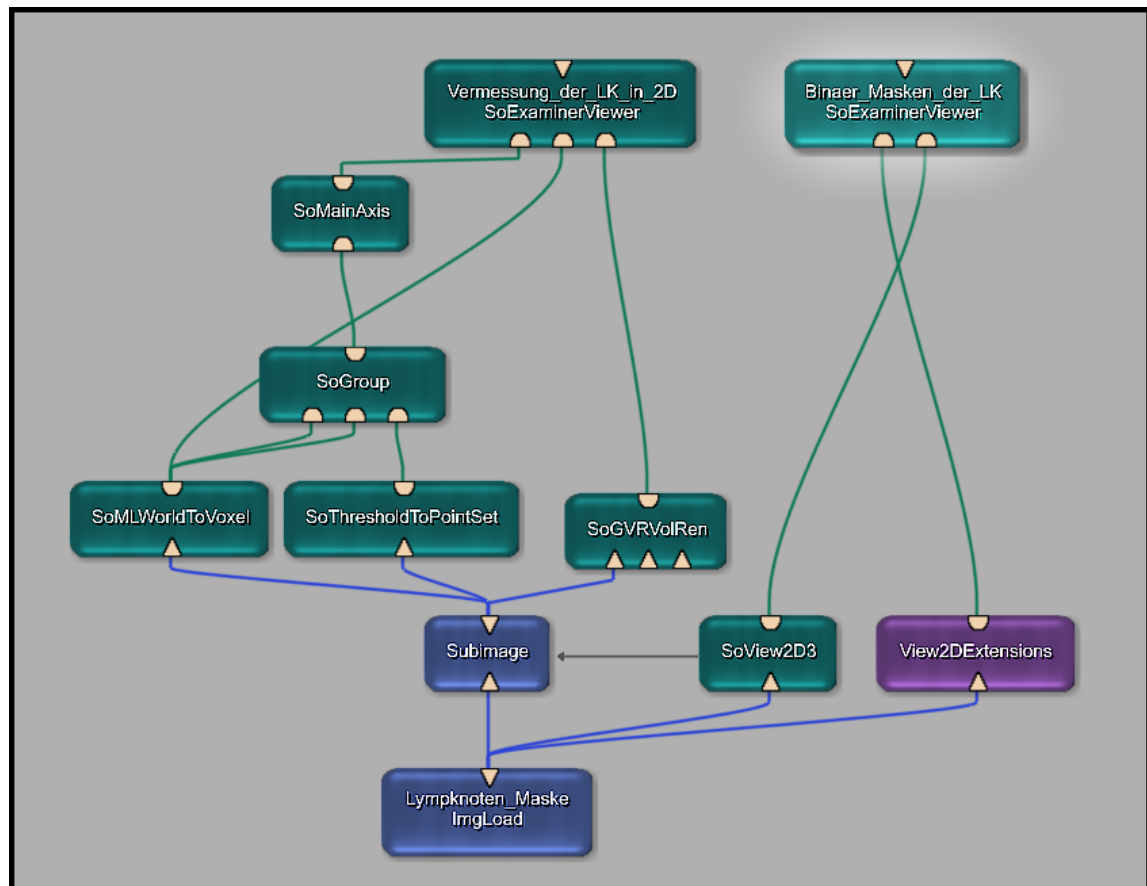 Vermessung_der_LK_in_2D
SoExaminerViewer
Binaer_Masken_der_LK
SoExaminerViewer
SoMainAxis
SoGroup
SoMLWorldToVoxel
SoThresholdToPointSet
SoGVRVolRen
SubImage
SoView2D3
View2DExtensions
Lympknoten_Maske
ImgLoad